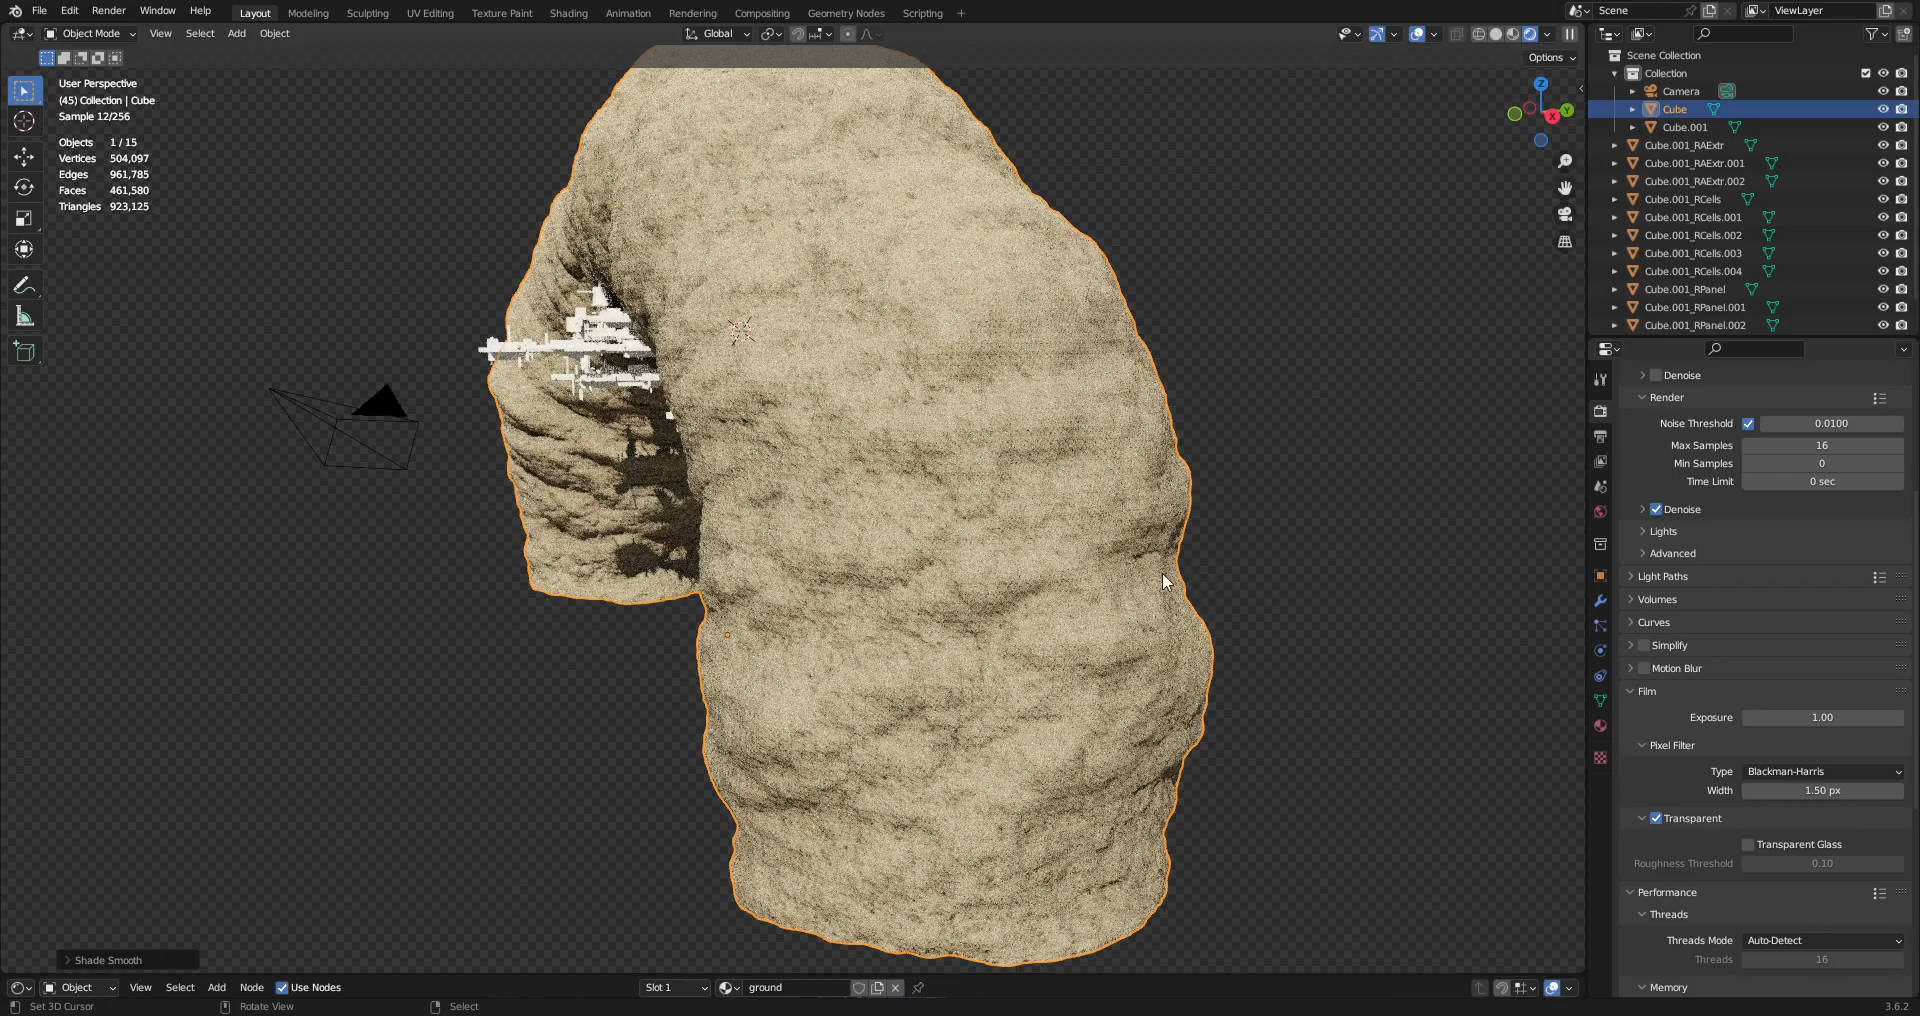 File Edit Render Window Help Layout Modeling Sculpting UV Editing Texture Paint Shading Animation Rendering Compositing Geometry Nodes Scripting + Scene ViewLayer
Object Mode View Select Add Object Global
Options
User Perspective
(45) Collection | Cube
Sample 12/256
Objects 1 / 15
Vertices 504,097
Edges 961,785
Faces 461,580
Triangles 923,125
Z
Y
X
Scene Collection
Collection
Camera
Cube
Cube.001
Cube.001_RAExtr
Cube.001_RAExtr.001
Cube.001_RAExtr.002
Cube.001_RCells
Cube.001_RCells.001
Cube.001_RCells.002
Cube.001_RCells.003
Cube.001_RCells.004
Cube.001_RPanel
Cube.001_RPanel.001
Cube.001_RPanel.002
Denoise
Render
Noise Threshold 0.0100
Max Samples 16
Min Samples 0
Time Limit 0 sec
Denoise
Lights
Advanced
Light Paths
Volumes
Curves
Simplify
Motion Blur
Film
Exposure 1.00
Pixel Filter
Type Blackman-Harris
Width 1.50 px
Transparent
Transparent Glass
Roughness Threshold 0.10
Performance
Threads
Threads Mode Auto-Detect
Threads 16
Memory
Shade Smooth
Object View Select Add Node Use Nodes Slot 1 ground
Set 3D Cursor Rotate View Select 3.6.2